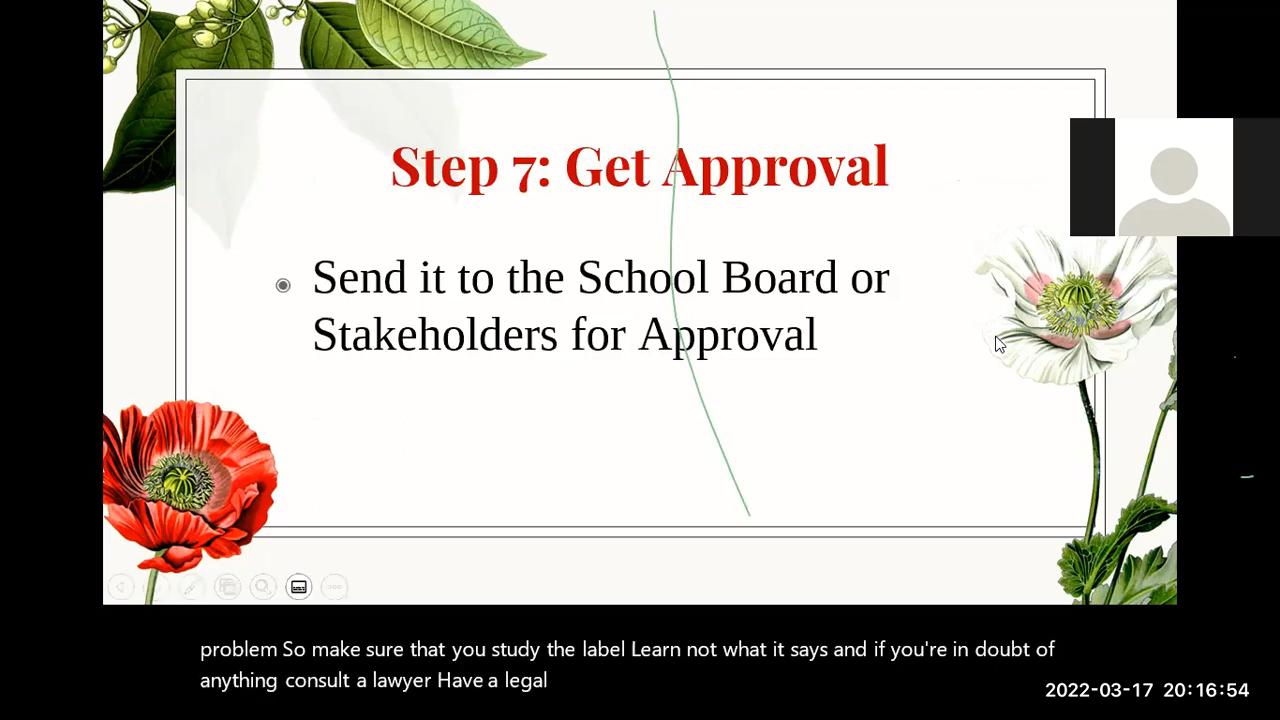 Step 7: Get Approval
Send it to the School Board or
Stakeholders for Approval
problem So make sure that you study the label Learn not what it says and if you're in doubt of
anything consult a lawyer Have a legal
2022-03-17 20:16:54